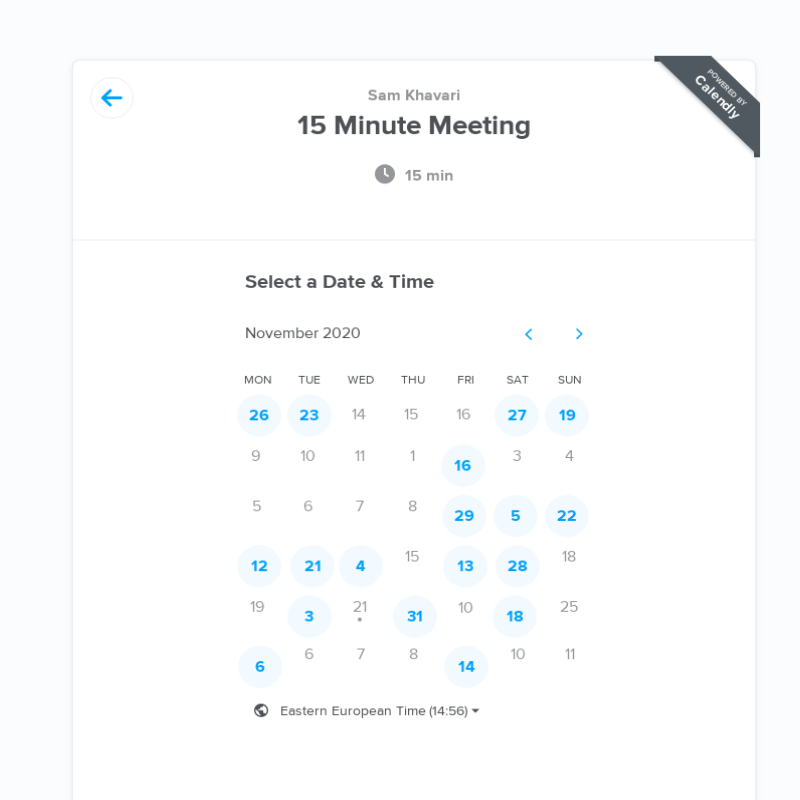 POWERED BY
Calendly
Sam Khavari
15 Minute Meeting
15 min
Select a Date & Time
November 2020
MON TUE WED THU FRI SAT SUN
26 23 14 15 16 27 19
9 10 11 1 16 3 4
5 6 7 8 29 5 22
12 21 4 15 13 28 18
19 3 21 31 10 18 25
6 6 7 8 14 10 11
Eastern European Time (14:56)